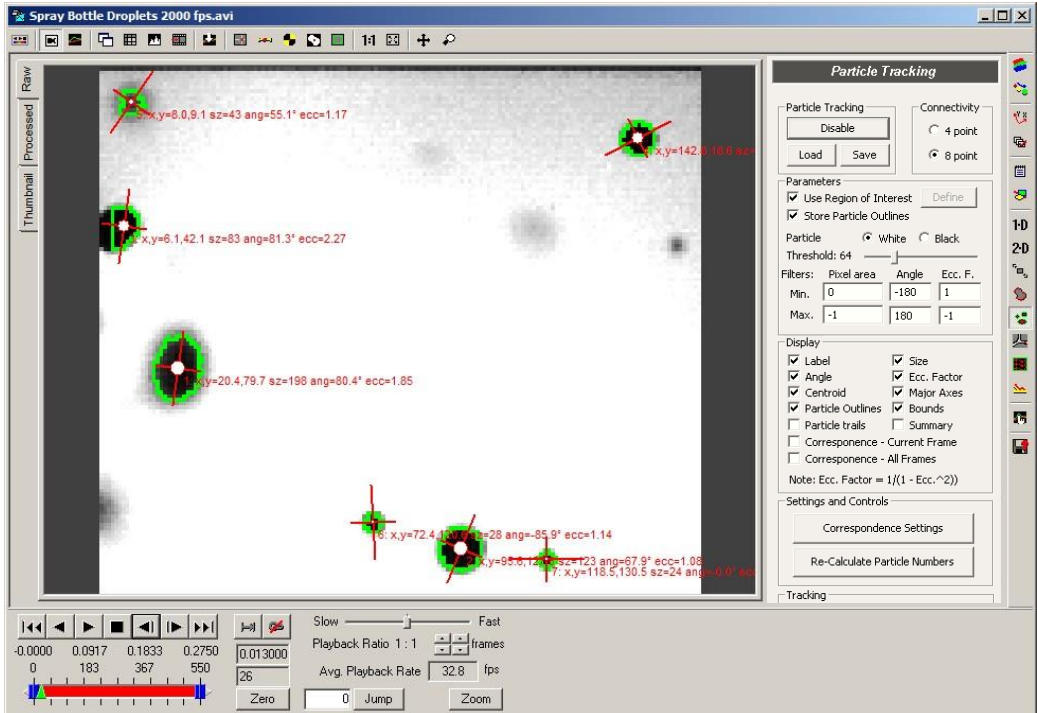 Spray Bottle Droplets 2000 fps.avi
1:1
Raw
Processed
Thumbnail
5: x,y=8.0,9.1 sz=43 ang=55.1° ecc=1.17
x,y=142.
x,y=6.1,42.1 sz=83 ang=81.3° ecc=2.27
1: x,y=20.4,79.7 sz=198 ang=80.4° ecc=1.85
6: x,y=72.4, sz=28 ang=-85.9° ecc=1.14
sz=123 ang=67.9° ecc=1.08
7: x,y=118.5,130.5 sz=24 ang=-0.0°
Particle Tracking
Particle Tracking
Disable
Load Save
Connectivity
4 point
8 point
Parameters
Use Region of Interest Define
Store Particle Outlines
Particle White Black
Threshold: 64
Filters: Pixel area Angle Ecc. F.
Min. 0 -180 1
Max. -1 180 -1
Display
Label Size
Angle Ecc. Factor
Centroid Major Axes
Particle Outlines Bounds
Particle trails Summary
Corresponence - Current Frame
Corresponence - All Frames
Note: Ecc. Factor = 1/(1 - Ecc.^2))
Settings and Controls
Correspondence Settings
Re-Calculate Particle Numbers
Tracking
1-D
2-D
-0.0000 0.0917 0.1833 0.2750
0 183 367 550
0.013000
26
Zero
Slow Fast
Playback Ratio 1 : 1 frames
Avg. Playback Rate 32.8 fps
0 Jump Zoom